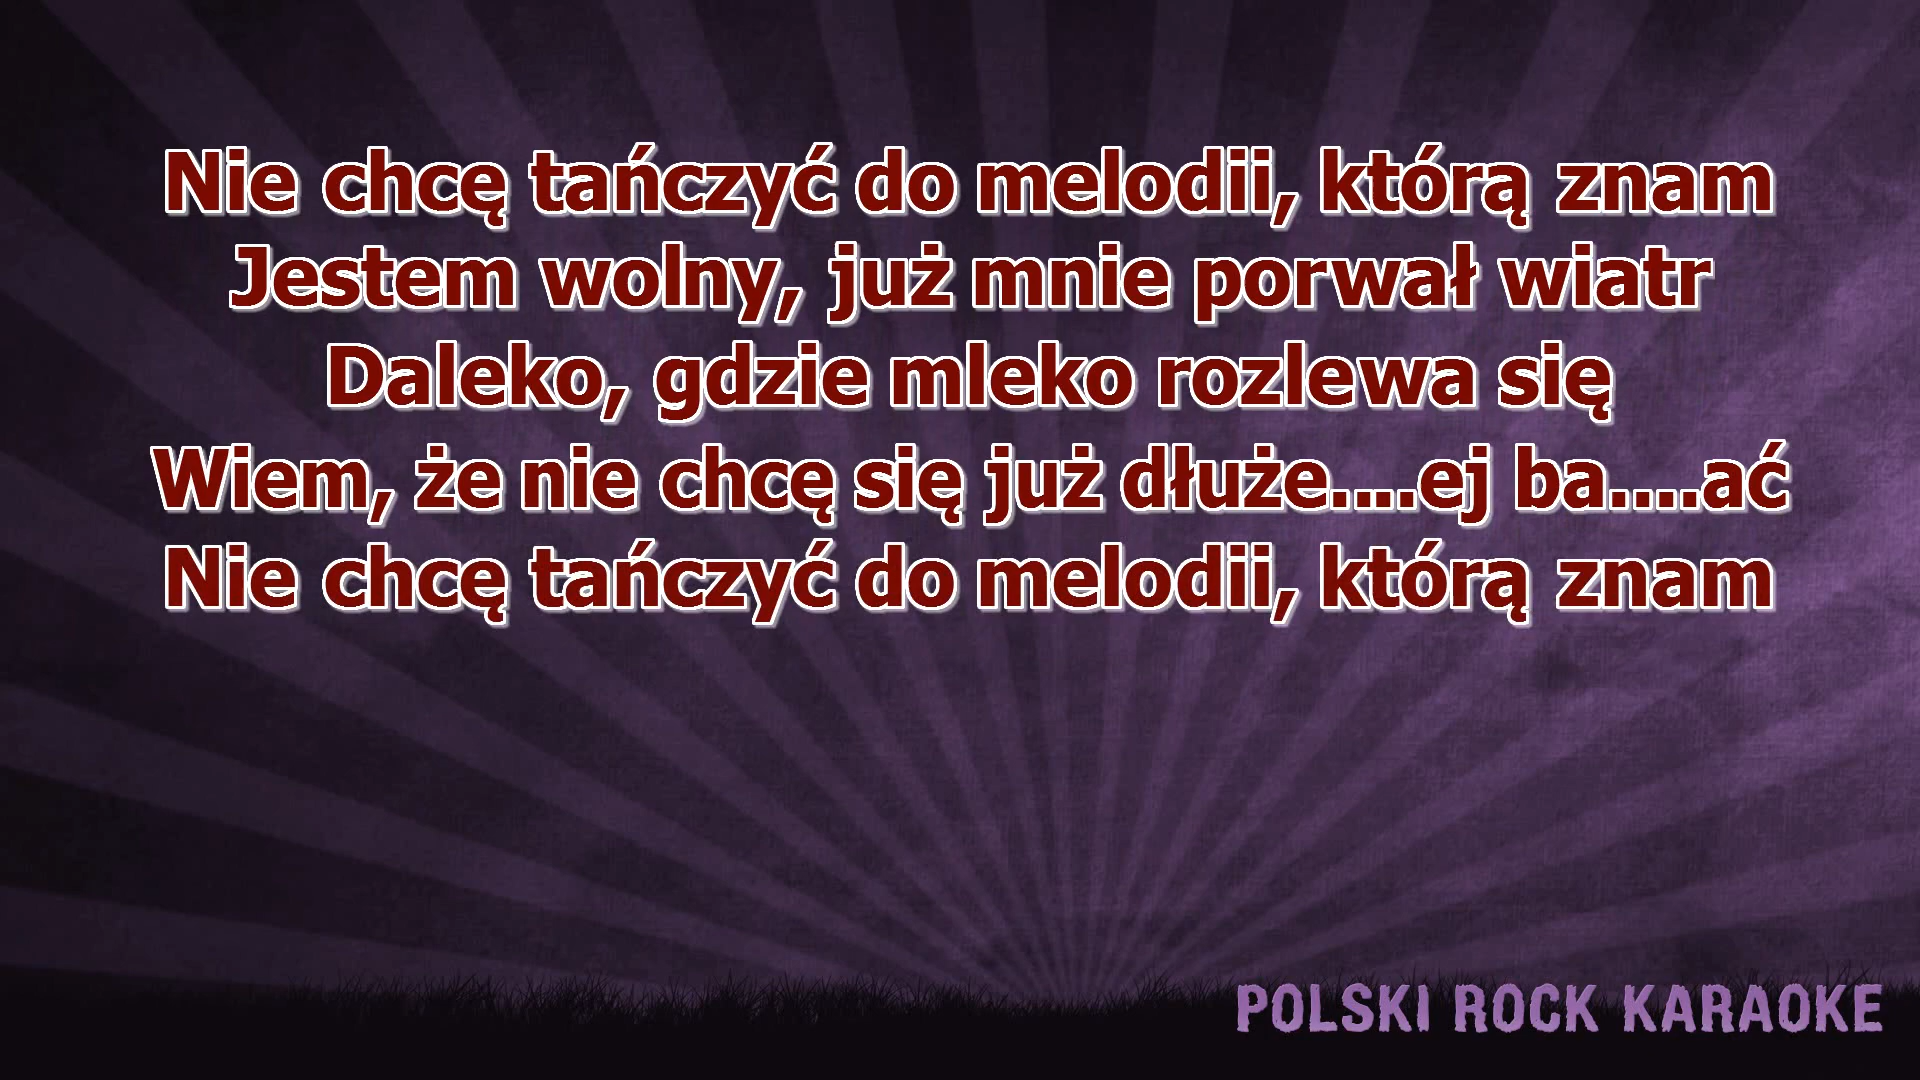 Nie chcę tańczyć do melodii, którą znam
Jestem wolny, już mnie porwał wiatr
Daleko, gdzie mleko rozlewa się
Wiem, że nie chcę się już dłuże....ej ba....ać
Nie chcę tańczyć do melodii, którą znam
POLSKI ROCK KARAOKE